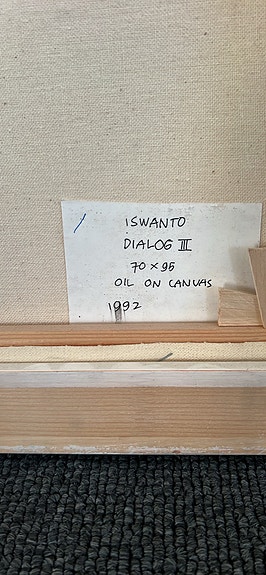 ISWANTO
DIALOG III
70 × 95
OIL ON CANVAS
1992